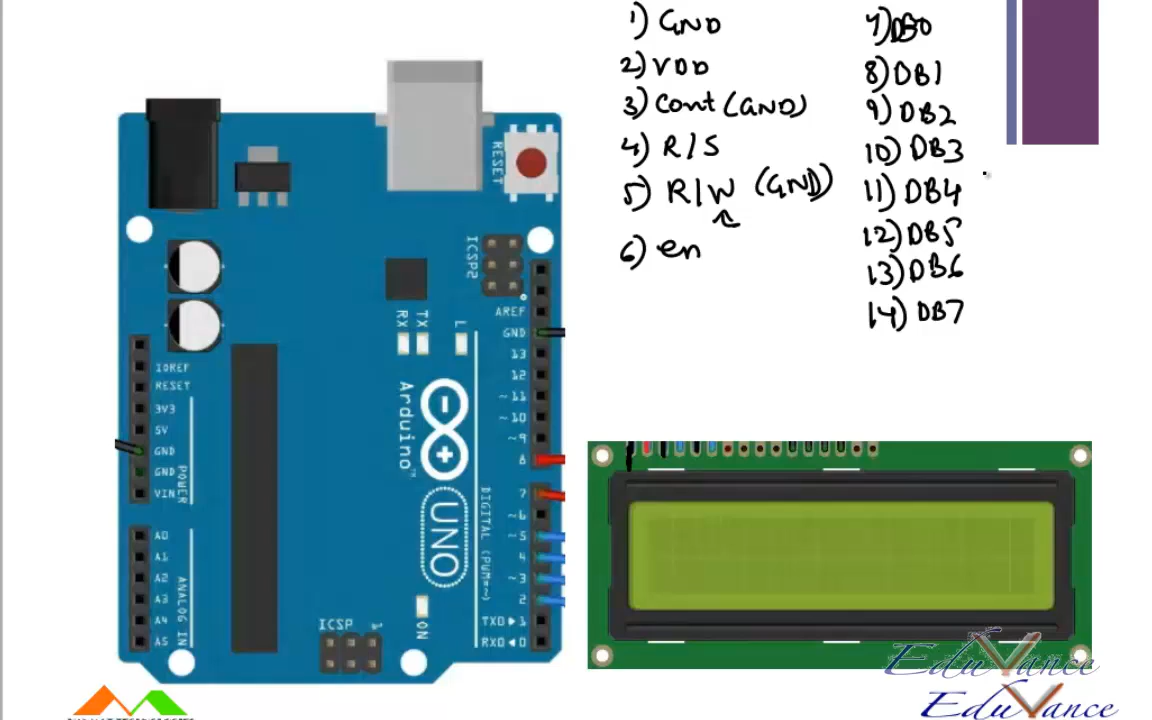 1) GND
2) VDD
3) Cont (GND)
4) R/S
5) R/W (GND)
6) en
7) DB0
8) DB1
9) DB2
10) DB3
11) DB4
12) DB5
13) DB6
14) DB7
RESET
ICSP2
AREF
GND
13
12
~ 11
~ 10
~ 9
8
7
~ 6
~ 5
4
~ 3
2
TXD ▶ 1
RXD ◀ 0
DIGITAL (PWM=~)
RX
TX
L
Arduino™
UNO
IOREF
RESET
3V3
5V
GND
GND
VIN
POWER
A0
A1
A2
A3
A4
A5
ANALOG IN
ICSP
ON
EduVance
EduVance